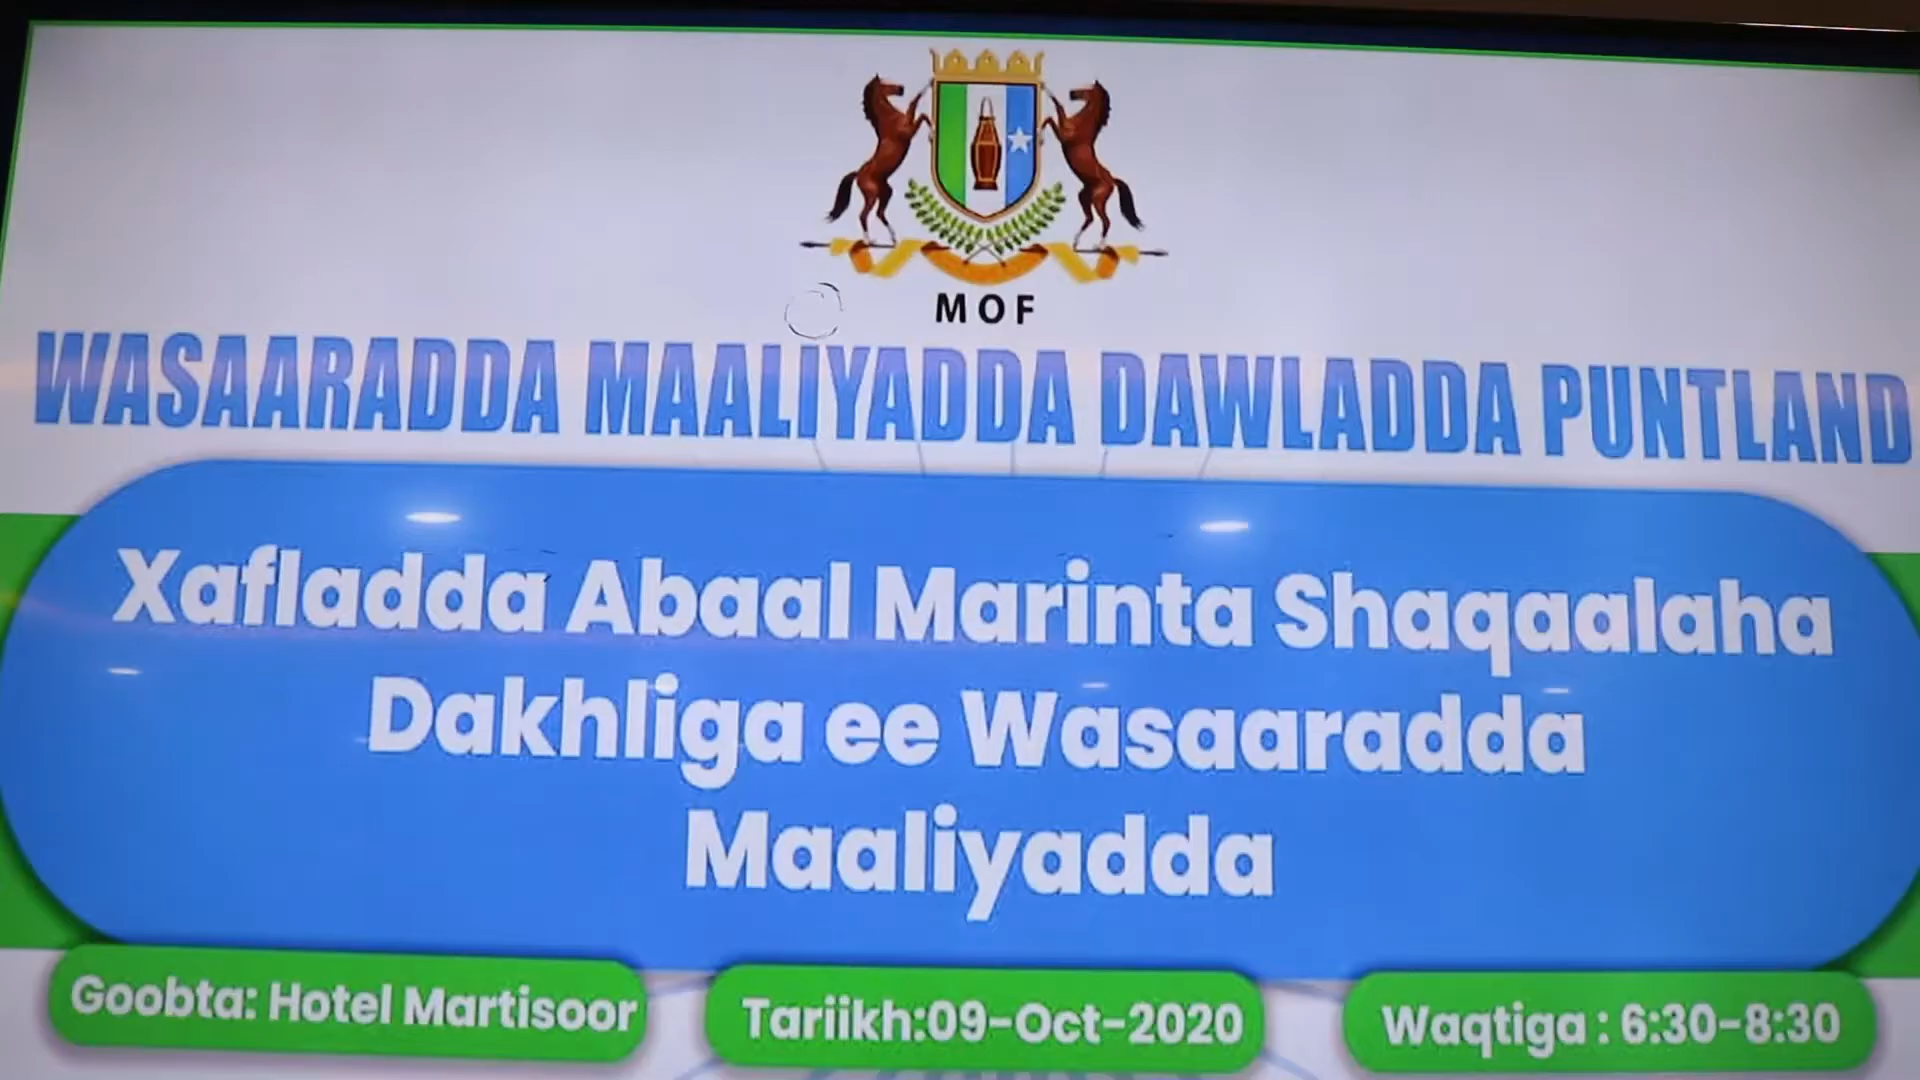 MOF
WASAARADDA MAALIYADDA DAWLADDA PUNTLAND
Xafladda Abaal Marinta Shaqaalaha
Dakhliga ee Wasaaradda
Maaliyadda
Goobta: Hotel Martisoor
Tariikh:09-Oct-2020
Waqtiga : 6:30-8:30